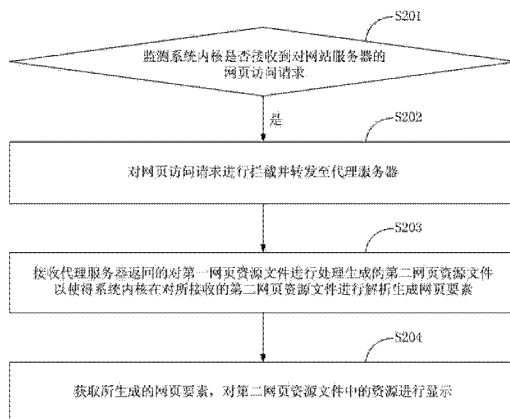 S201
监测系统内核是否接收到对网站服务器的
网页访问请求
是
S202
对网页访问请求进行拦截并转发至代理服务器
S203
接收代理服务器返回的对第一网页资源文件进行处理生成的第二网页资源文件
以使得系统内核在对所接收的第二网页资源文件进行解析生成网页要素
S204
获取所生成的网页要素，对第二网页资源文件中的资源进行显示